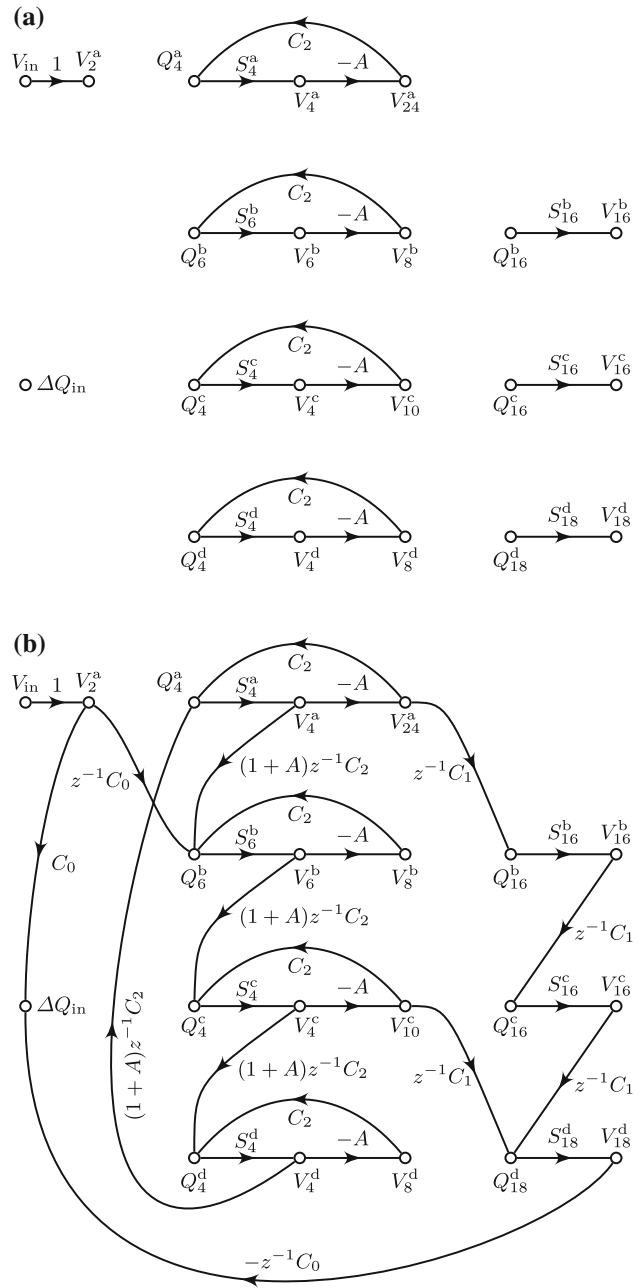 (a)
V_in 1 V_2^a Q_4^a S_4^a C_2 −A V_4^a V_24^a
C_2
S_6^b −A S_16^b V_16^b
Q_6^b V_6^b V_8^b Q_16^b
C_2
ΔQ_in S_4^c −A S_16^c V_16^c
Q_4^c V_4^c V_10^c Q_16^c
C_2
S_4^d −A S_18^d V_18^d
Q_4^d V_4^d V_8^d Q_18^d
(b)
V_in 1 V_2^a Q_4^a S_4^a C_2 −A
V_4^a V_24^a
z^{−1}C_0 (1 + A)z^{−1}C_2 z^{−1}C_1
C_2
C_0 S_6^b −A S_16^b V_16^b
Q_6^b V_6^b V_8^b Q_16^b
(1 + A)z^{−1}C_2 z^{−1}C_1
C_2
ΔQ_in S_4^c −A S_16^c V_16^c
Q_4^c V_4^c V_10^c Q_16^c
(1 + A)z^{−1}C_2
(1 + A)z^{−1}C_2 z^{−1}C_1 z^{−1}C_1
C_2
S_4^d −A S_18^d V_18^d
Q_4^d V_4^d V_8^d Q_18^d
−z^{−1}C_0